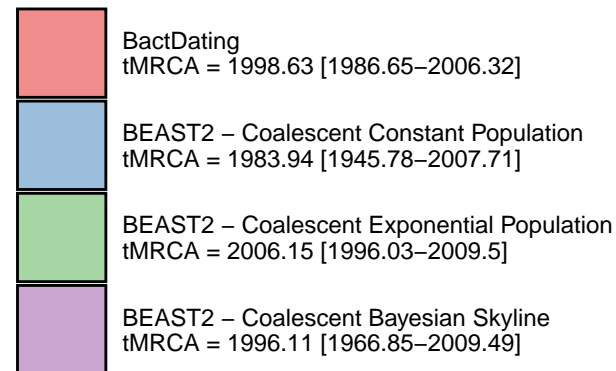 BactDating
tMRCA = 1998.63 [1986.65−2006.32]
BEAST2 − Coalescent Constant Population
tMRCA = 1983.94 [1945.78−2007.71]
BEAST2 − Coalescent Exponential Population
tMRCA = 2006.15 [1996.03−2009.5]
BEAST2 − Coalescent Bayesian Skyline
tMRCA = 1996.11 [1966.85−2009.49]